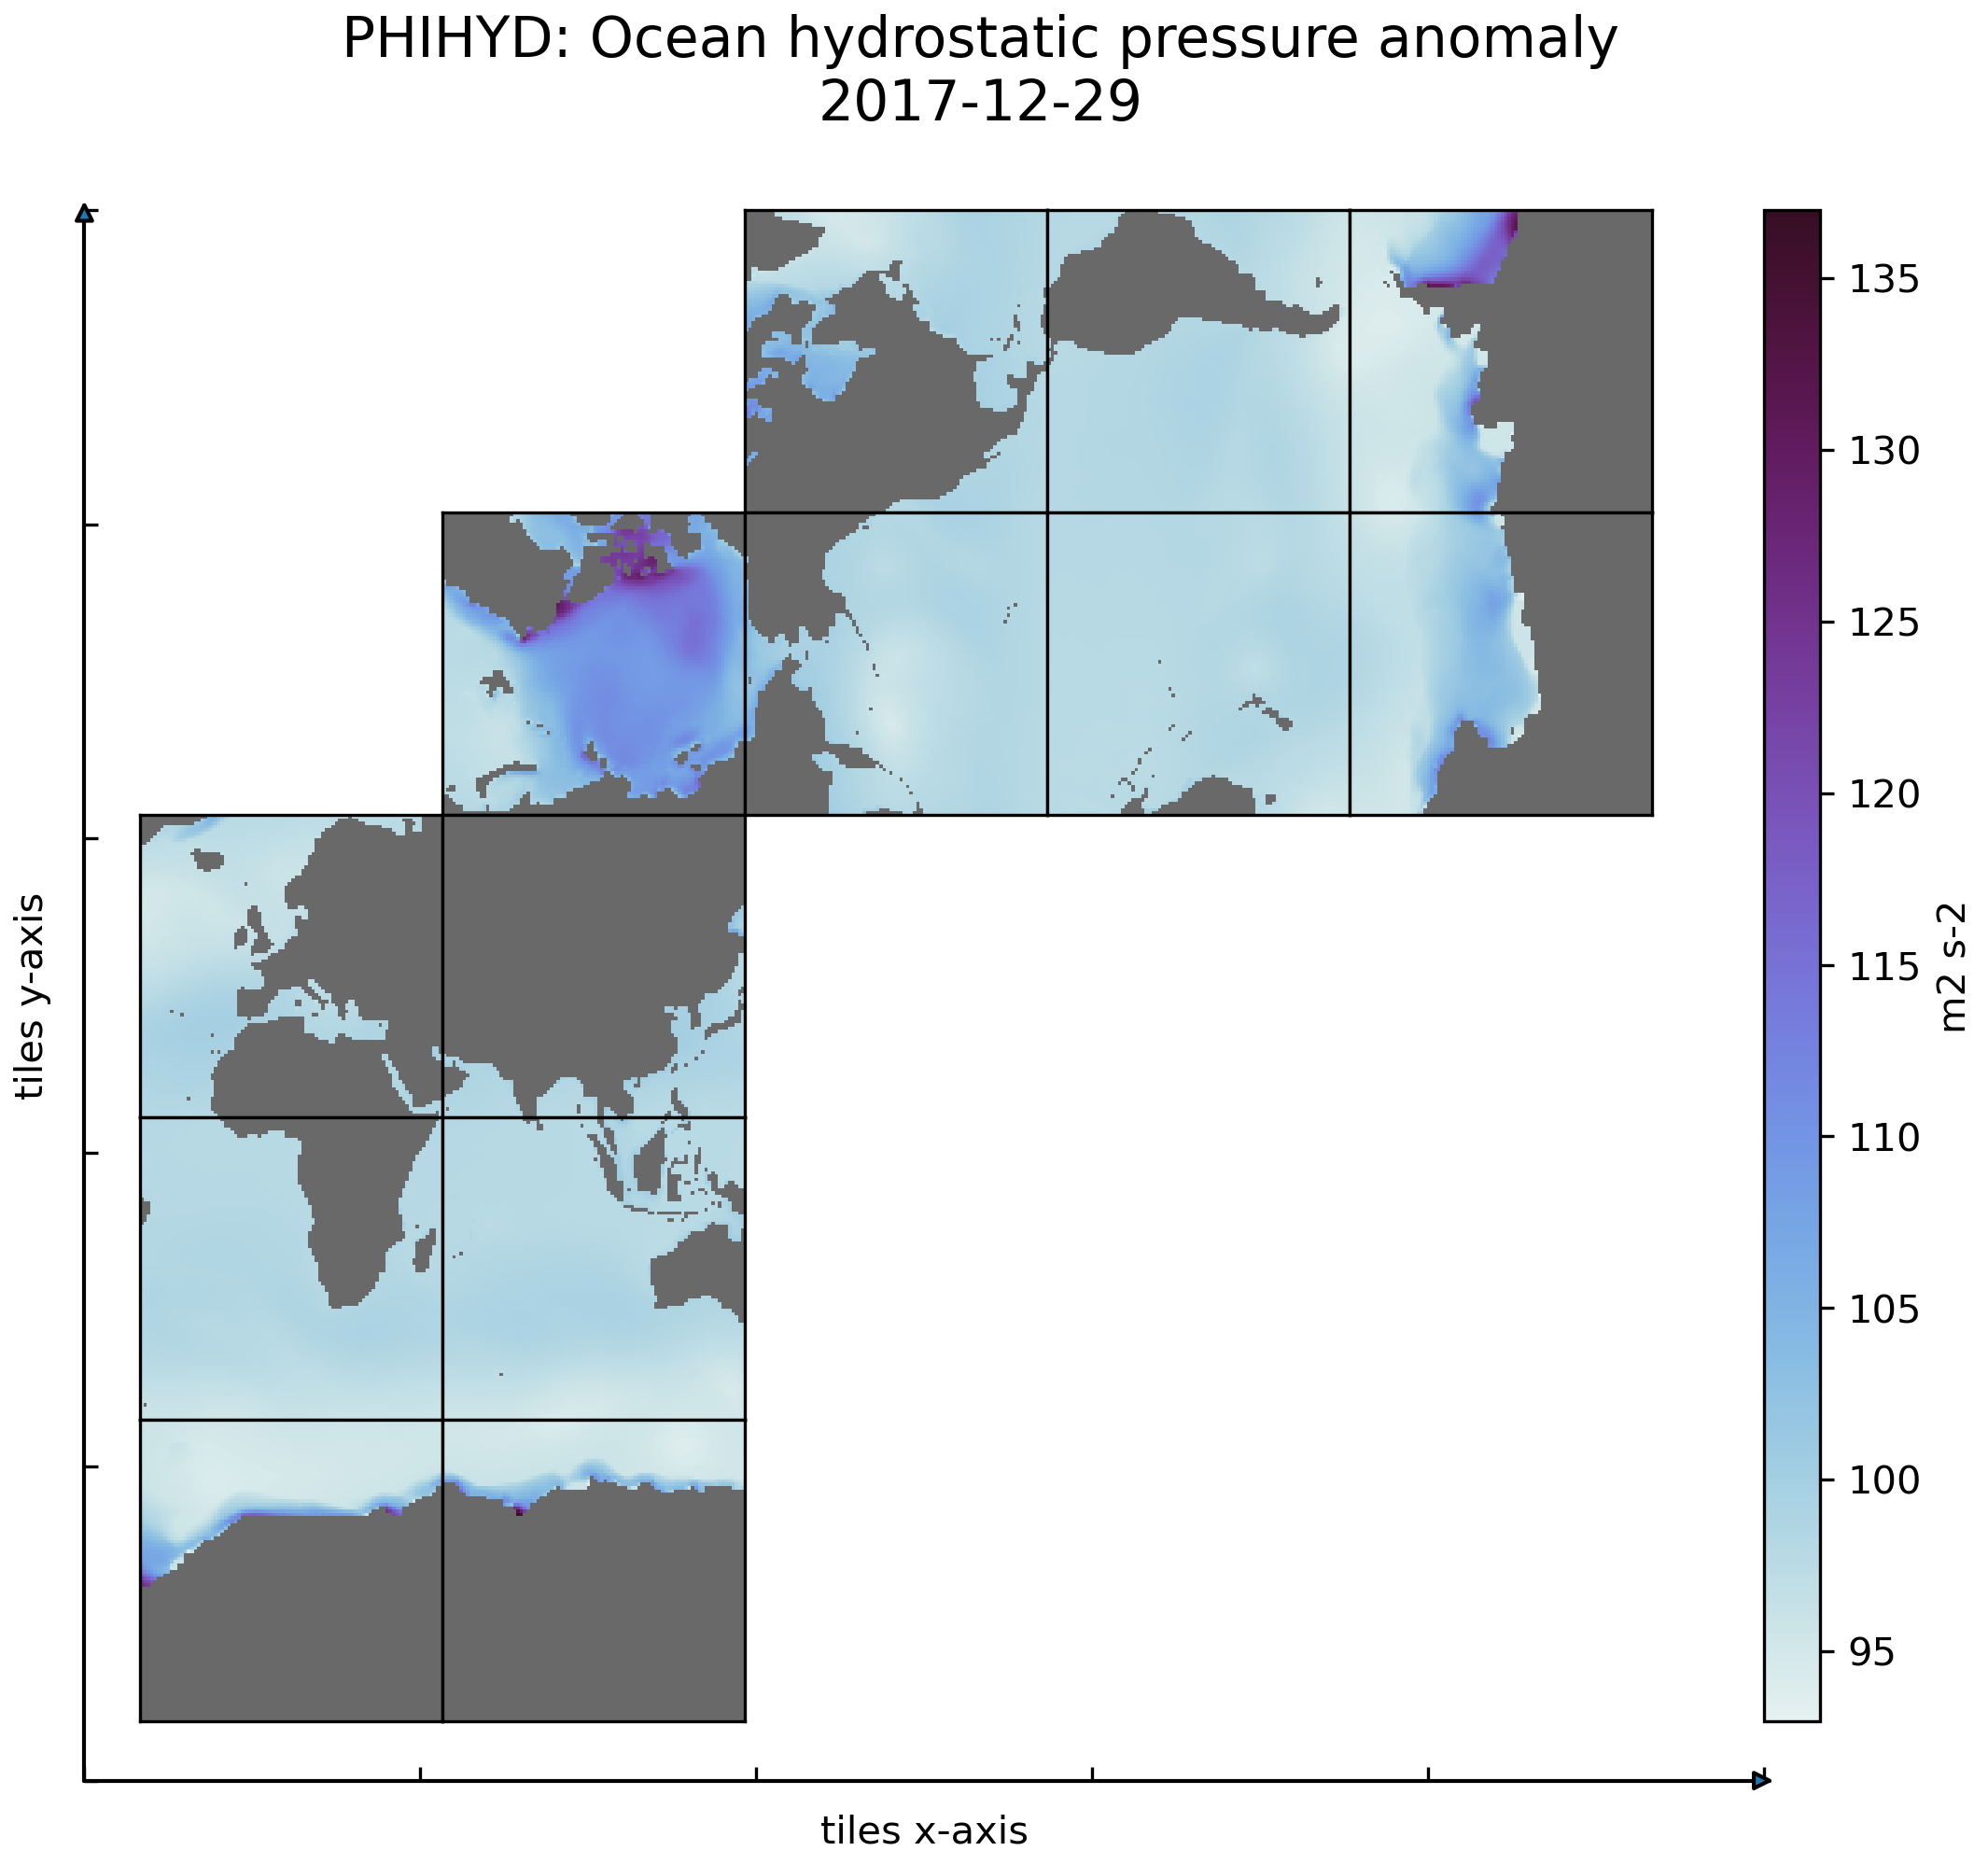 PHIHYD: Ocean hydrostatic pressure anomaly
2017-12-29
135
130
125
120
115
110
105
100
95
m2 s-2
tiles y-axis
tiles x-axis